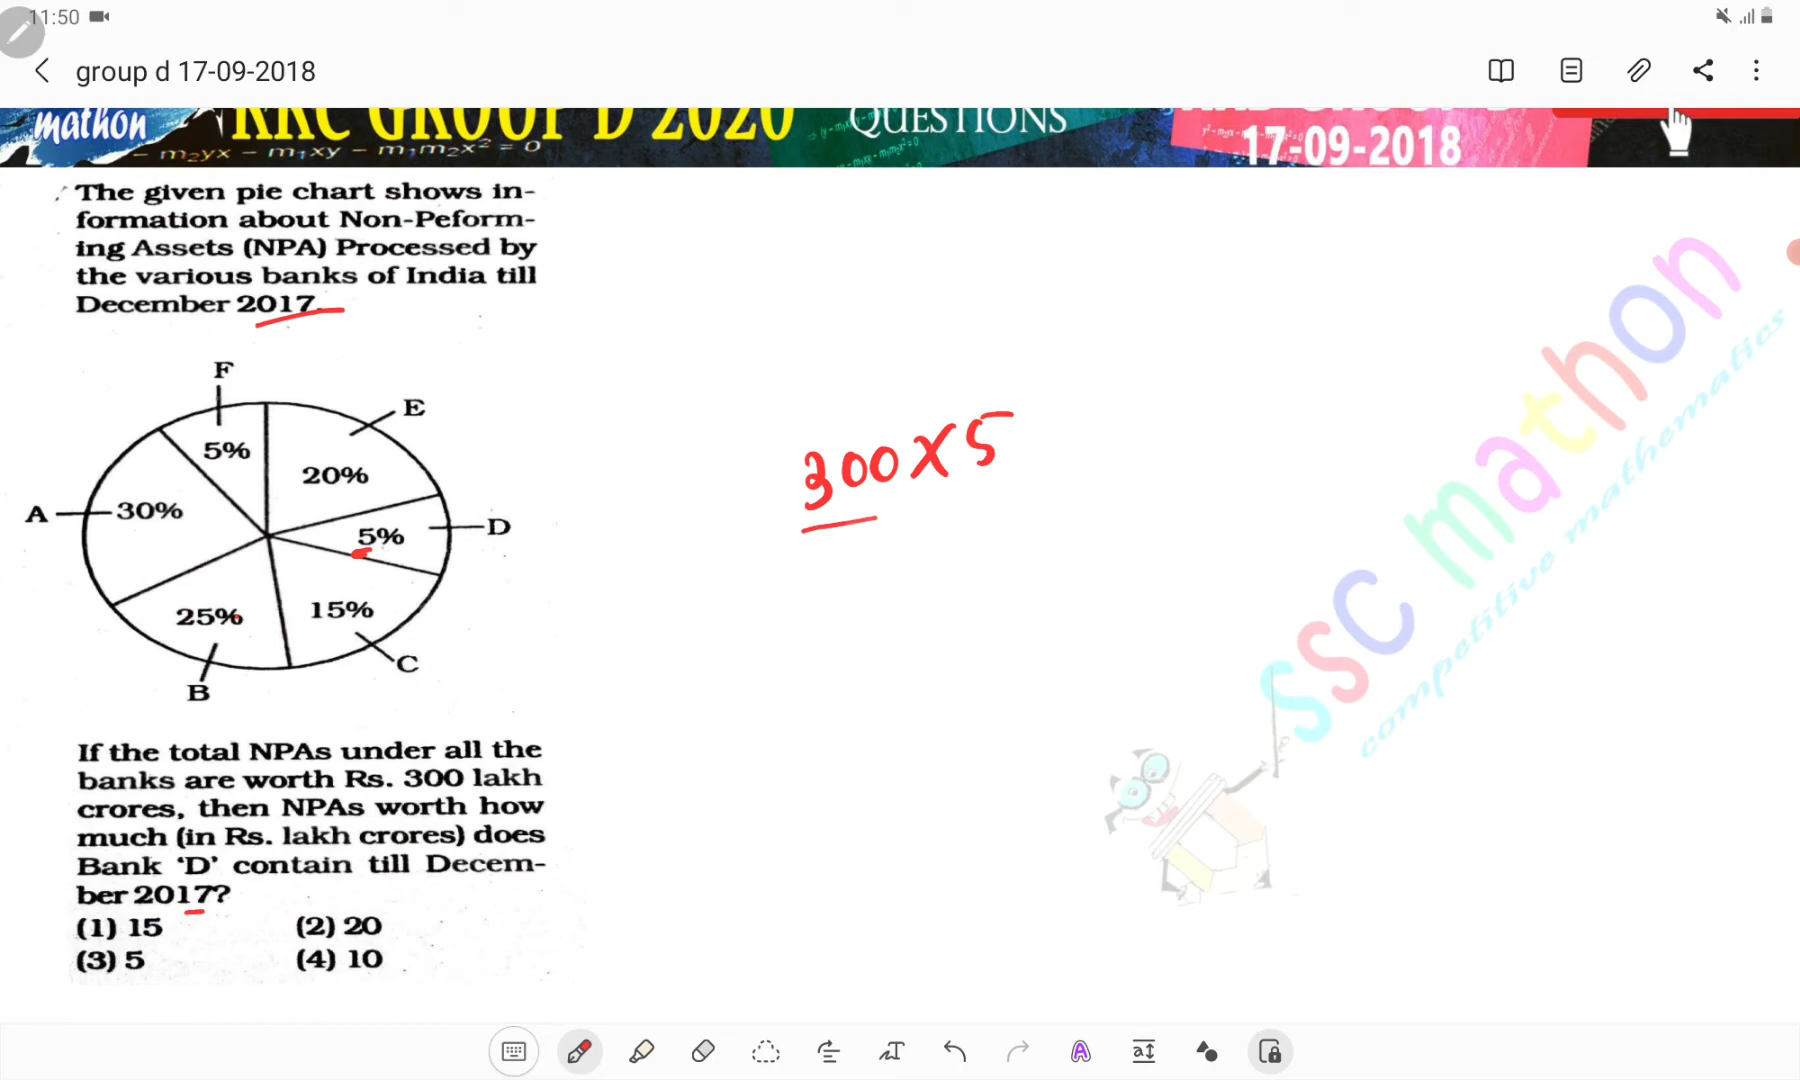 11:50
group d 17-09-2018
mathon
RRC GROUP D 2020
QUESTIONS
17-09-2018
The given pie chart shows in-
formation about Non-Peform-
ing Assets (NPA) Processed by
the various banks of India till
December 2017.
F
E
5%
20%
A
30%
5%
D
25%
15%
B
C
300 X 5
If the total NPAs under all the
banks are worth Rs. 300 lakh
crores, then NPAs worth how
much (in Rs. lakh crores) does
Bank ‘D’ contain till Decem-
ber 2017?
(1) 15 (2) 20
(3) 5 (4) 10
ssc mathon
competitive mathematics